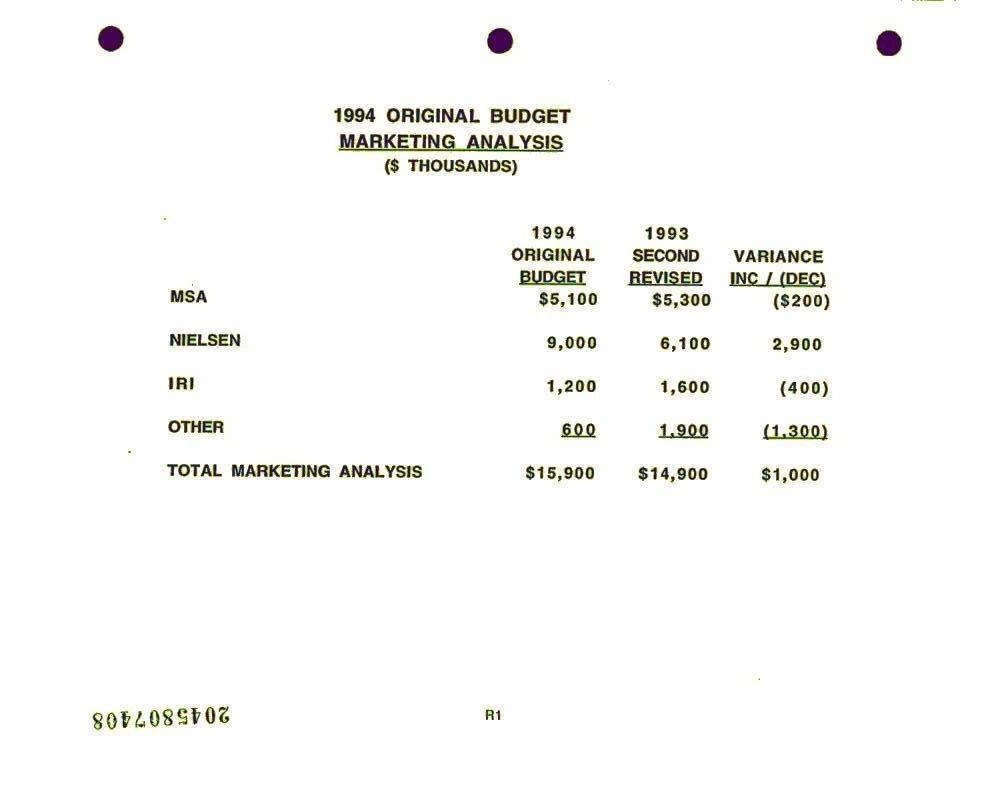 1994 ORIGINAL BUDGET
MARKETING ANALYSIS
($ THOUSANDS)
1994 1993
ORIGINAL SECOND VARIANCE
BUDGET REVISED INC / (DEC)
MSA $5,100 $5,300 ($200)
NIELSEN 9,000 6,100 2,900
IRI 1,200 1,600 (400)
OTHER 600 1,900 (1,300)
TOTAL MARKETING ANALYSIS $15,900 $14,900 $1,000
2045807408 R1